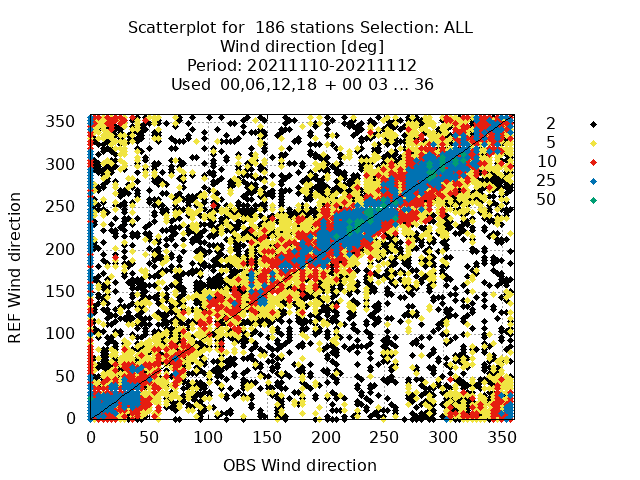 Scatterplot for 186 stations Selection: ALL
Wind direction [deg]
Period: 20211110-20211112
Used 00,06,12,18 + 00 03 ... 36
2
5
10
25
50
350
300
250
200
150
100
50
0
REF Wind direction
0 50 100 150 200 250 300 350
OBS Wind direction